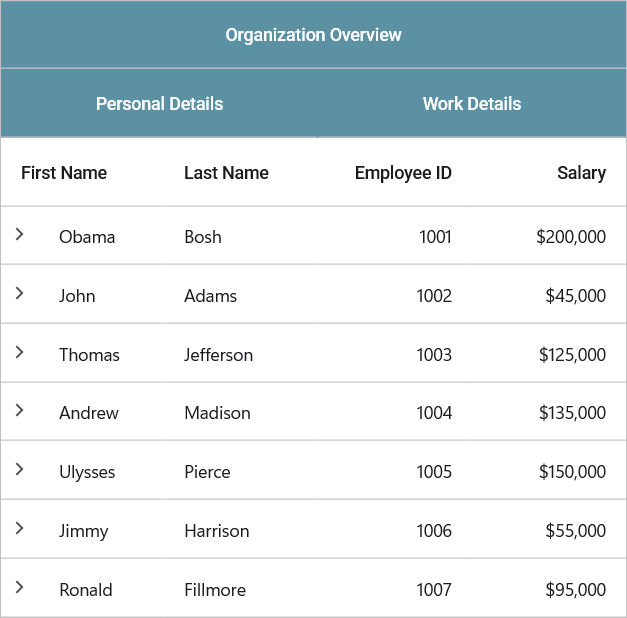 Organization Overview
Personal Details Work Details
First Name Last Name Employee ID Salary
Obama Bosh 1001 $200,000
John Adams 1002 $45,000
Thomas Jefferson 1003 $125,000
Andrew Madison 1004 $135,000
Ulysses Pierce 1005 $150,000
Jimmy Harrison 1006 $55,000
Ronald Fillmore 1007 $95,000